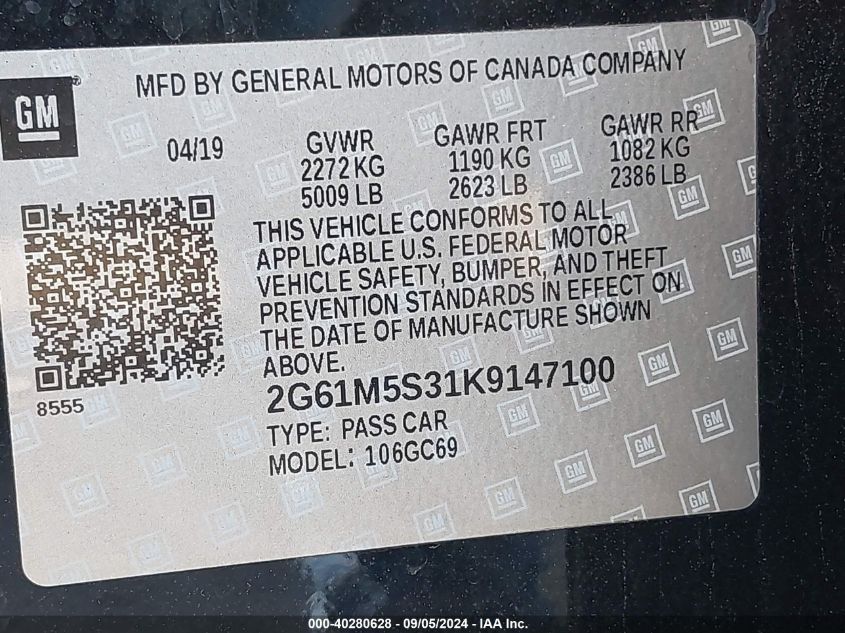 MFD BY GENERAL MOTORS OF CANADA COMPANY
GM
04/19
GVWR
2272 KG
5009 LB
GAWR FRT
1190 KG
2623 LB
GAWR RR
1082 KG
2386 LB
THIS VEHICLE CONFORMS TO ALL
APPLICABLE U.S. FEDERAL MOTOR
VEHICLE SAFETY, BUMPER, AND THEFT
PREVENTION STANDARDS IN EFFECT ON
THE DATE OF MANUFACTURE SHOWN
ABOVE.
8555
2G61M5S31K9147100
TYPE: PASS CAR
MODEL: 106GC69
000-40280628 - 09/05/2024 - IAA Inc.